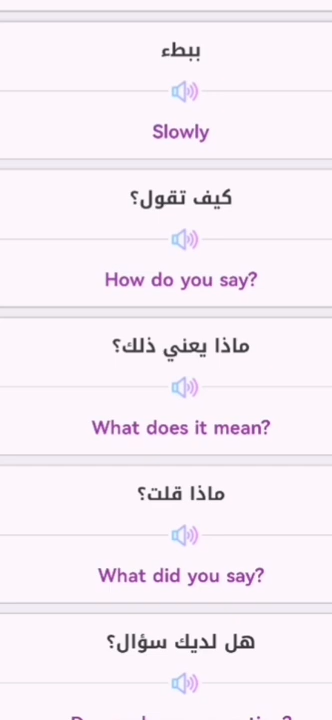 ببطء
Slowly
كيف تقول؟
How do you say?
ماذا يعني ذلك؟
What does it mean?
ماذا قلت؟
What did you say?
هل لديك سؤال؟